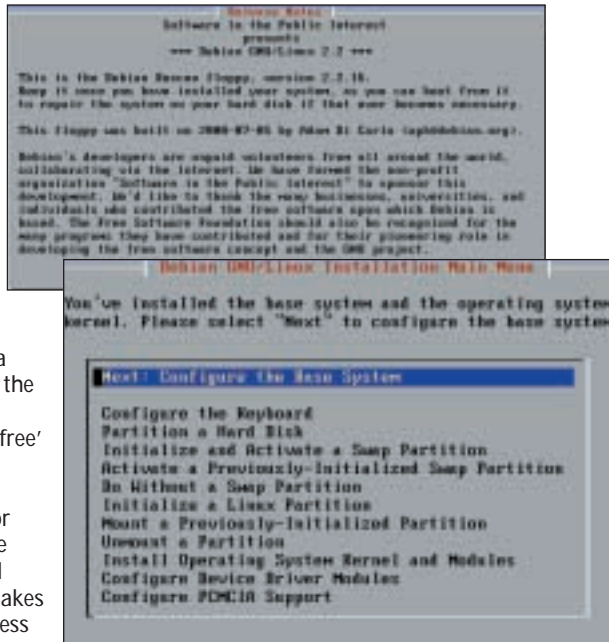 Release Notes
Software in the Public Interest
presents
=== Debian GNU/Linux 2.2 ===
This is the Debian Rescue floppy, version 2.2.16.
Keep it once you have installed your system, as you can boot from it
to repair the system on your hard disk if that ever becomes necessary.
This floppy was built on 2000-07-05 by Adam Di Carlo
Debian's developers are unpaid volunteers from all around the world,
collaborating via the Internet. We have formed the non-profit
organization "Software in the Public Interest" to sponsor this
development. We'd like to thank the many businesses, universities, and
individuals who contributed the free software upon which Debian is
based. The Free Software Foundation should also be recognized for the
many programs they have contributed and for their pioneering role in
developing the free software concept and the GNU project.
Debian GNU/Linux Installation Main Menu
You've installed the base system and the operating system
kernel. Please select "Next" to configure the base system
Next: Configure the Base System
Configure the Keyboard
Partition a Hard Disk
Initialize and Activate a Swap Partition
Activate a Previously-Initialized Swap Partition
Do Without a Swap Partition
Initialize a Linux Partition
Mount a Previously-Initialized Partition
Unmount a Partition
Install Operating System Kernel and Modules
Configure Device Driver Modules
Configure PCMCIA Support
a
the
free'
or
e
l
akes
ess